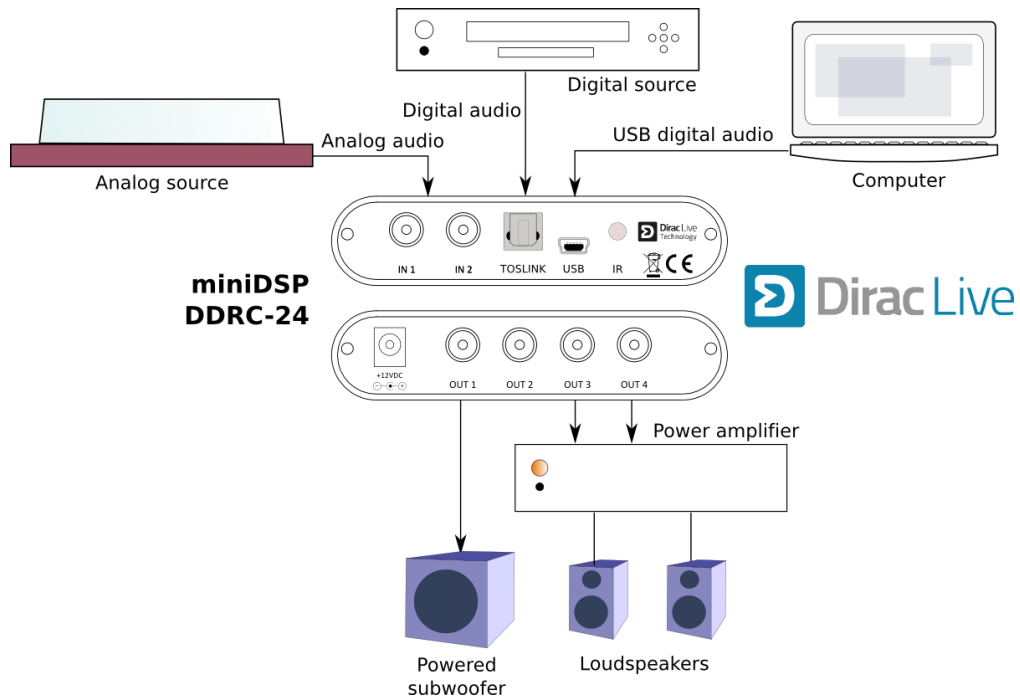 Digital source
Digital audio
USB digital audio
Analog audio
Analog source
Computer
IN 1
IN 2
TOSLINK
USB
IR
Dirac Live
Technology
CE
miniDSP
DDRC-24
Dirac Live
+12VDC
OUT 1
OUT 2
OUT 3
OUT 4
Power amplifier
Powered
subwoofer
Loudspeakers